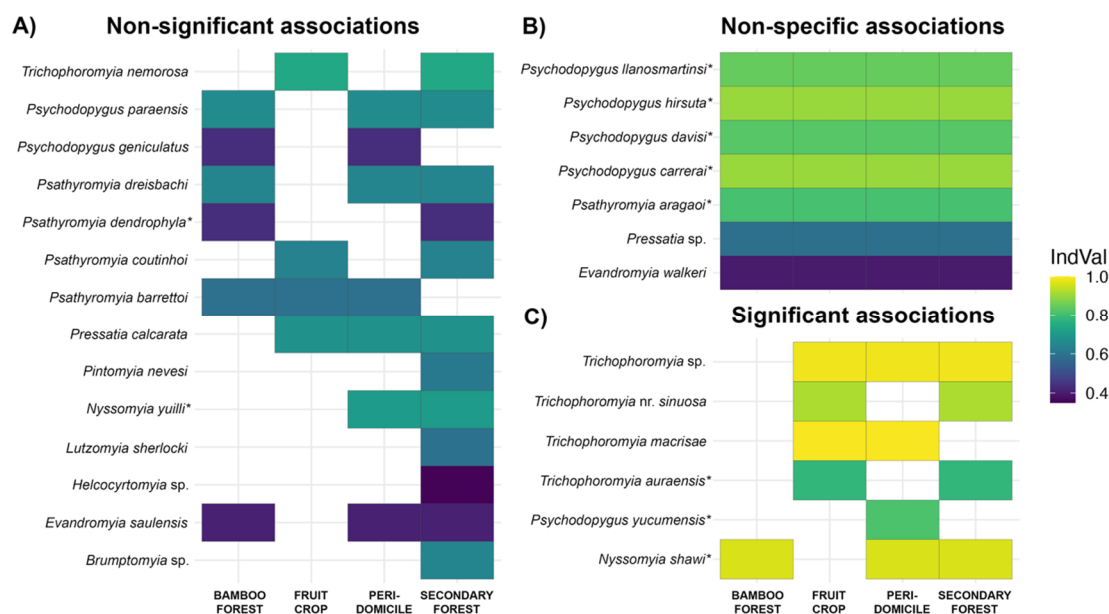 A) Non-significant associations
Trichophoromyia nemorosa
Psychodopygus paraensis
Psychodopygus geniculatus
Psathyromyia dreisbachi
Psathyromyia dendrophyla*
Psathyromyia coutinhoi
Psathyromyia barrettoi
Pressatia calcarata
Pintomyia nevesi
Nyssomyia yuilli*
Lutzomyia sherlocki
Helcocyrtomyia sp.
Evandromyia saulensis
Brumptomyia sp.
BAMBOO FOREST
FRUIT CROP
PERI-DOMICILE
SECONDARY FOREST
B) Non-specific associations
Psychodopygus llanosmartinsi*
Psychodopygus hirsuta*
Psychodopygus davisi*
Psychodopygus carrerai*
Psathyromyia aragaoi*
Pressatia sp.
Evandromyia walkeri
C) Significant associations
Trichophoromyia sp.
Trichophoromyia nr. sinuosa
Trichophoromyia macrisae
Trichophoromyia auraensis*
Psychodopygus yucumensis*
Nyssomyia shawi*
BAMBOO FOREST
FRUIT CROP
PERI-DOMICILE
SECONDARY FOREST
IndVal
1.0
0.8
0.6
0.4